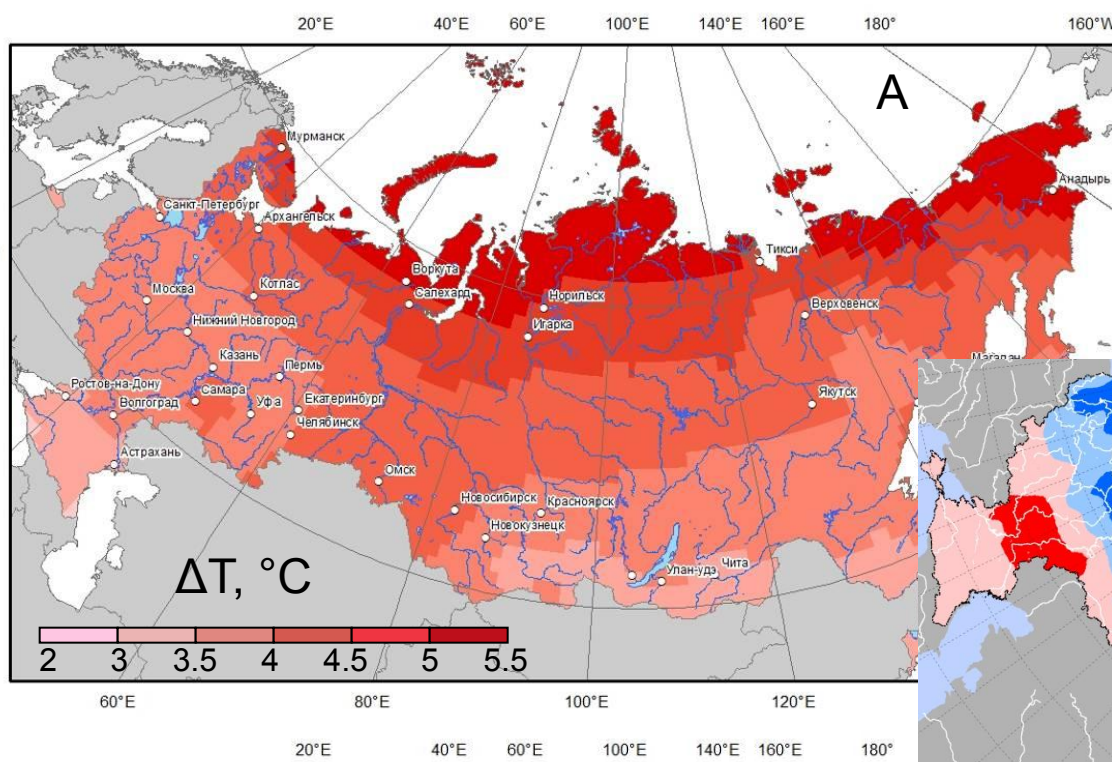 20°E 40°E 60°E 100°E 140°E 160°E 180° 160°W
A
Мурманск
Анадырь
Санкт-Петербург
Архангельск
Тикси
Воркута
Салехард
Котлас
Москва
Норильск
Верховенск
Нижний Новгород
Игарка
Казань
Пермь
Магадан
Ростов-на-Дону
Самара
Уфа
Екатеринбург
Якутск
Волгоград
Челябинск
Астрахань
Омск
Новосибирск
Красноярск
Новокузнецк
ΔT, °C
Улан-удэ
Чита
2 3 3.5 4 4.5 5 5.5
60°E 80°E 100°E 120°E
20°E 40°E 60°E 100°E 140°E 160°E 180°